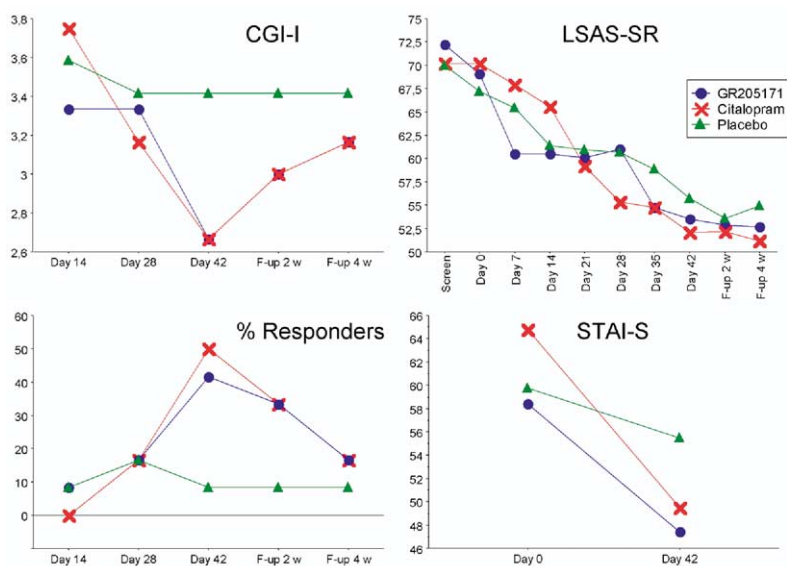 CGI-I
3,8
3,6
3,4
3,2
3
2,8
2,6
Day 14
Day 28
Day 42
F-up 2 w
F-up 4 w
LSAS-SR
75
72,5
70
67,5
65
62,5
60
57,5
55
52,5
50
Screen
Day 0
Day 7
Day 14
Day 21
Day 28
Day 35
Day 42
F-up 2 w
F-up 4 w
GR205171
Citalopram
Placebo
% Responders
60
50
40
30
20
10
0
Day 14
Day 28
Day 42
F-up 2 w
F-up 4 w
STAI-S
66
64
62
60
58
56
54
52
50
48
46
Day 0
Day 42